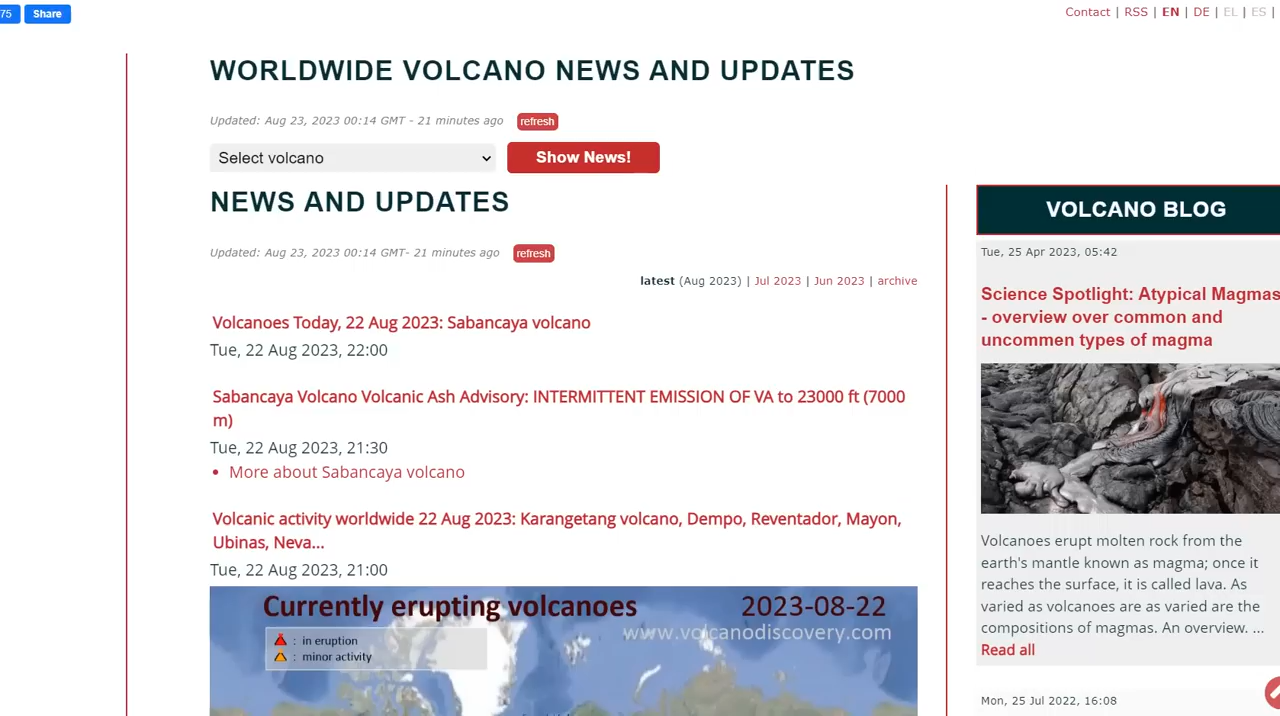 75 Share
Contact | RSS | EN | DE | EL | ES |
WORLDWIDE VOLCANO NEWS AND UPDATES
Updated: Aug 23, 2023 00:14 GMT - 21 minutes ago refresh
Select volcano Show News!
NEWS AND UPDATES
Updated: Aug 23, 2023 00:14 GMT- 21 minutes ago refresh
latest (Aug 2023) | Jul 2023 | Jun 2023 | archive
Volcanoes Today, 22 Aug 2023: Sabancaya volcano
Tue, 22 Aug 2023, 22:00
Sabancaya Volcano Volcanic Ash Advisory: INTERMITTENT EMISSION OF VA to 23000 ft (7000
m)
Tue, 22 Aug 2023, 21:30
• More about Sabancaya volcano
Volcanic activity worldwide 22 Aug 2023: Karangetang volcano, Dempo, Reventador, Mayon,
Ubinas, Neva...
Tue, 22 Aug 2023, 21:00
Currently erupting volcanoes 2023-08-22
www.volcanodiscovery.com
: in eruption
: minor activity
VOLCANO BLOG
Tue, 25 Apr 2023, 05:42
Science Spotlight: Atypical Magmas
- overview over common and
uncommen types of magma
Volcanoes erupt molten rock from the
earth's mantle known as magma; once it
reaches the surface, it is called lava. As
varied as volcanoes are as varied are the
compositions of magmas. An overview. ...
Read all
Mon, 25 Jul 2022, 16:08